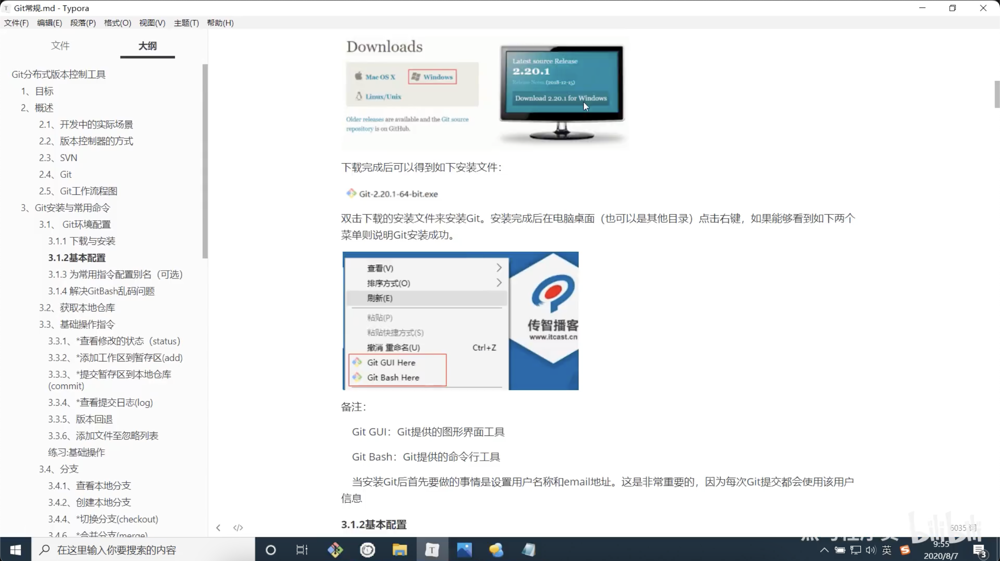 Git常规.md - Typora
文件(F) 编辑(E) 段落(P) 格式(O) 视图(V) 主题(T) 帮助(H)
文件 大纲
Git分布式版本控制工具
1、目标
2、概述
2.1、开发中的实际场景
2.2、版本控制器的方式
2.3、SVN
2.4、Git
2.5、Git工作流程图
3、Git安装与常用命令
3.1、 Git环境配置
3.1.1 下载与安装
3.1.2基本配置
3.1.3 为常用指令配置别名（可选）
3.1.4 解决GitBash乱码问题
3.2、获取本地仓库
3.3、基础操作指令
3.3.1、*查看修改的状态（status）
3.3.2、*添加工作区到暂存区(add)
3.3.3、*提交暂存区到本地仓库
(commit)
3.3.4、*查看提交日志(log)
3.3.5、版本回退
3.3.6、添加文件至忽略列表
练习:基础操作
3.4、分支
3.4.1、查看本地分支
3.4.2、创建本地分支
3.4.4、*切换分支(checkout)
3.4.6、*合并分支(merge)
Downloads
Mac OS X Windows
Linux/Unix
Older releases are available and the Git source
repository is on GitHub.
Latest source Release
2.20.1
Release Notes (2018-12-15)
Download 2.20.1 for Windows
下载完成后可以得到如下安装文件：
Git-2.20.1-64-bit.exe
双击下载的安装文件来安装Git。安装完成后在电脑桌面（也可以是其他目录）点击右键，如果能够看到如下两个
菜单则说明Git安装成功。
查看(V)
排序方式(O)
刷新(E)
粘贴(P)
粘贴快捷方式(S)
撤消 重命名(U) Ctrl+Z
Git GUI Here
Git Bash Here
传智播客
www.itcast.cn
备注：
Git GUI：Git提供的图形界面工具
Git Bash：Git提供的命令行工具
当安装Git后首先要做的事情是设置用户名称和email地址。这是非常重要的，因为每次Git提交都会使用该用户
信息
3.1.2基本配置
6035 词
bilibili
在这里输入你要搜索的内容
英
9:55
2020/8/7
3